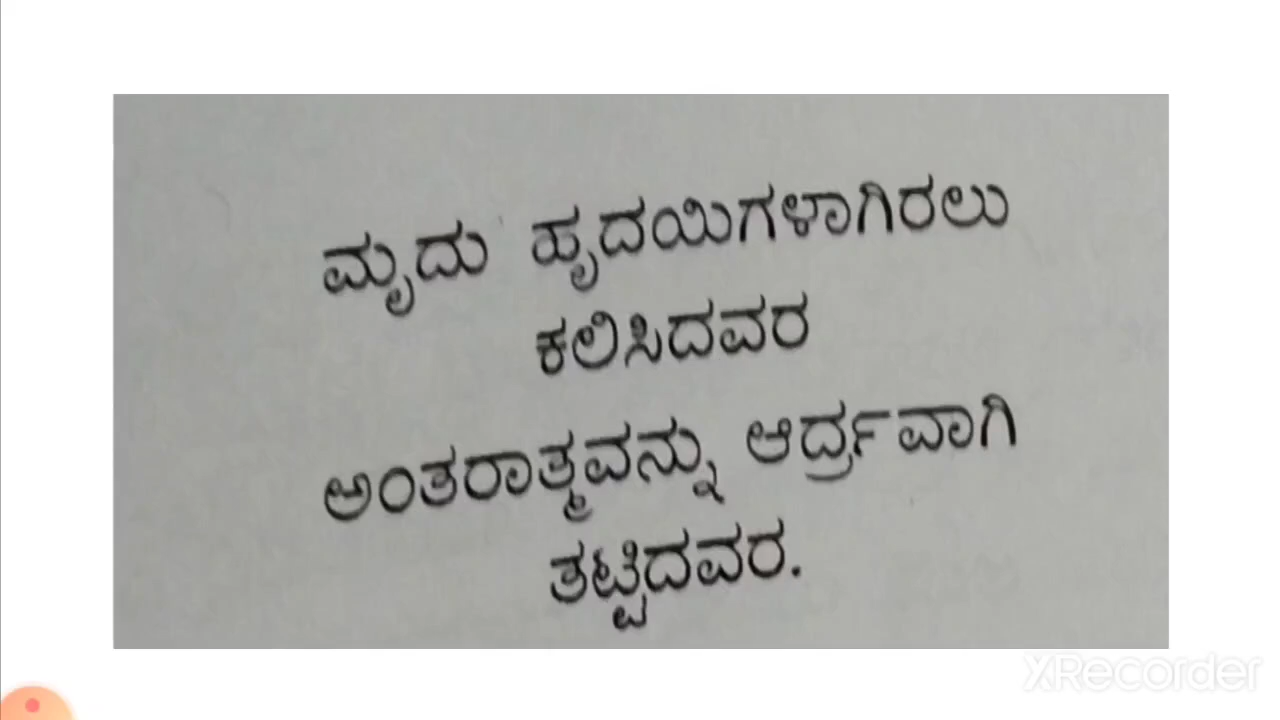 ಮೃದು ಹೃದಯಿಗಳಾಗಿರಲು
ಕಲಿಸಿದವರ
ಅಂತರಾತ್ಮವನ್ನು ಆರ್ದ್ರವಾಗಿ
ತಟ್ಟಿದವರ.
XRecorder